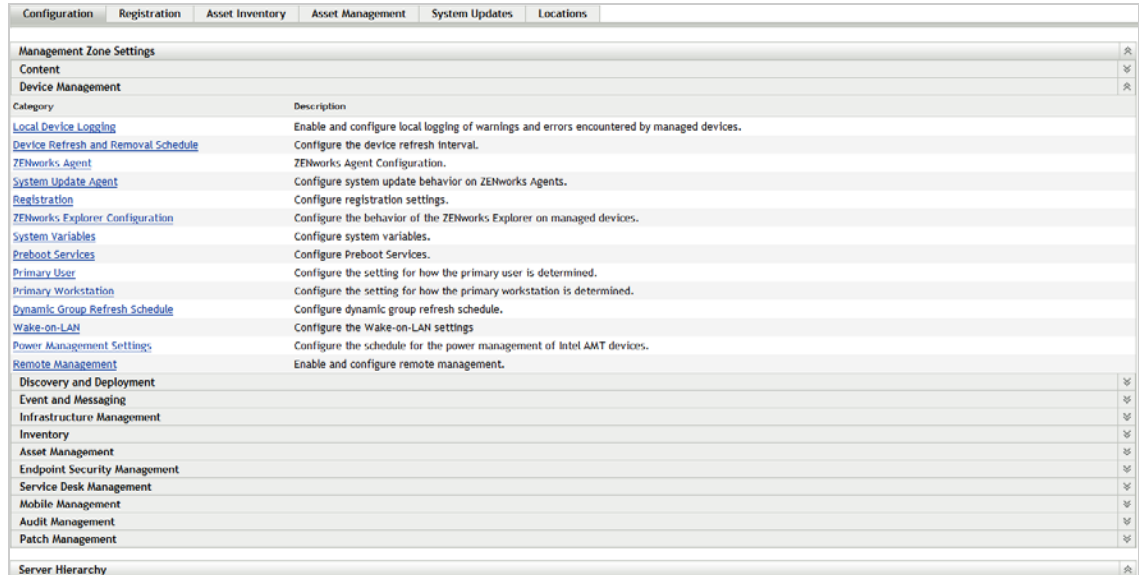 Configuration Registration Asset Inventory Asset Management System Updates Locations
Management Zone Settings
Content
Device Management
Category Description
Local Device Logging Enable and configure local logging of warnings and errors encountered by managed devices.
Device Refresh and Removal Schedule Configure the device refresh interval.
ZENworks Agent ZENworks Agent Configuration.
System Update Agent Configure system update behavior on ZENworks Agents.
Registration Configure registration settings.
ZENworks Explorer Configuration Configure the behavior of the ZENworks Explorer on managed devices.
System Variables Configure system variables.
Preboot Services Configure Preboot Services.
Primary User Configure the setting for how the primary user is determined.
Primary Workstation Configure the setting for how the primary workstation is determined.
Dynamic Group Refresh Schedule Configure dynamic group refresh schedule.
Wake-on-LAN Configure the Wake-on-LAN settings
Power Management Settings Configure the schedule for the power management of Intel AMT devices.
Remote Management Enable and configure remote management.
Discovery and Deployment
Event and Messaging
Infrastructure Management
Inventory
Asset Management
Endpoint Security Management
Service Desk Management
Mobile Management
Audit Management
Patch Management
Server Hierarchy